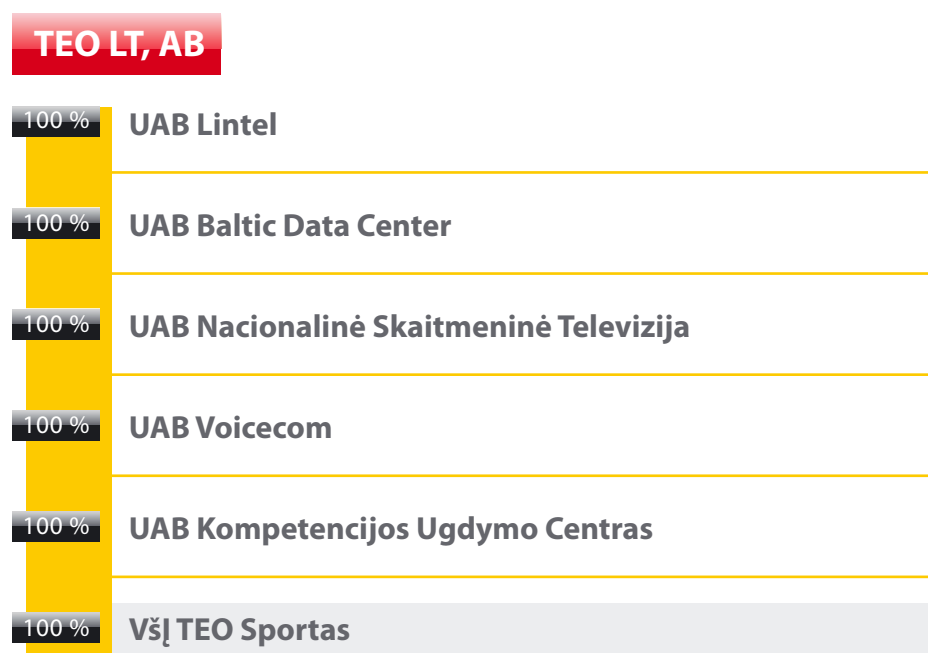 TEO LT, AB
100 % UAB Lintel
100 % UAB Baltic Data Center
100 % UAB Nacionalinė Skaitmeninė Televizija
100 % UAB Voicecom
100 % UAB Kompetencijos Ugdymo Centras
100 % VšĮ TEO Sportas